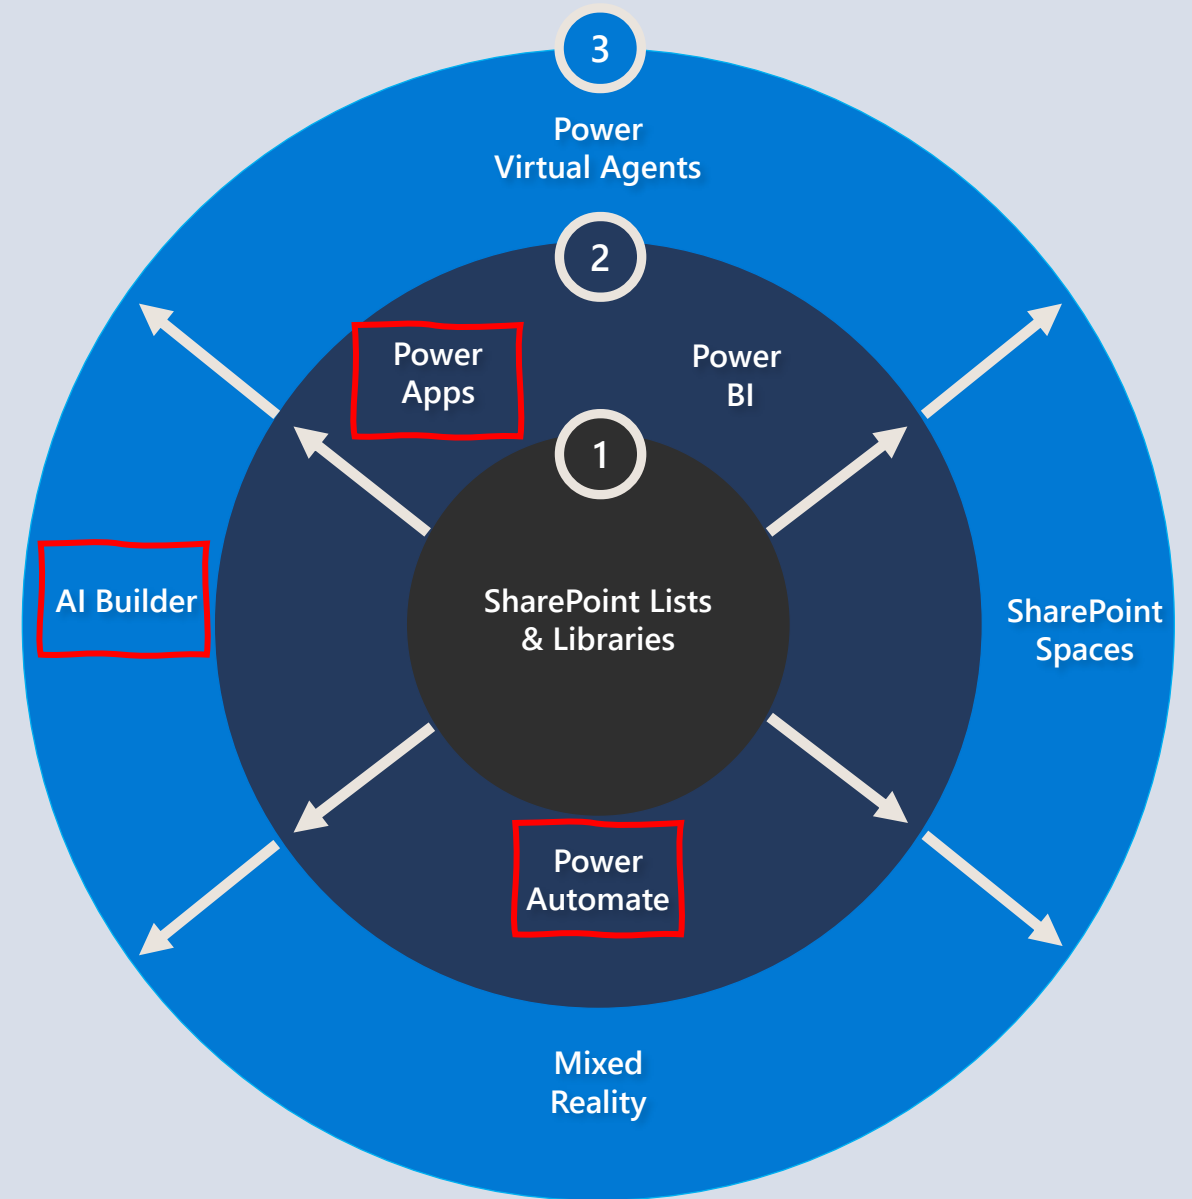 3
Power
Virtual Agents
2
Power
Apps
Power
BI
1
AI Builder
SharePoint Lists
& Libraries
SharePoint
Spaces
Power
Automate
Mixed
Reality